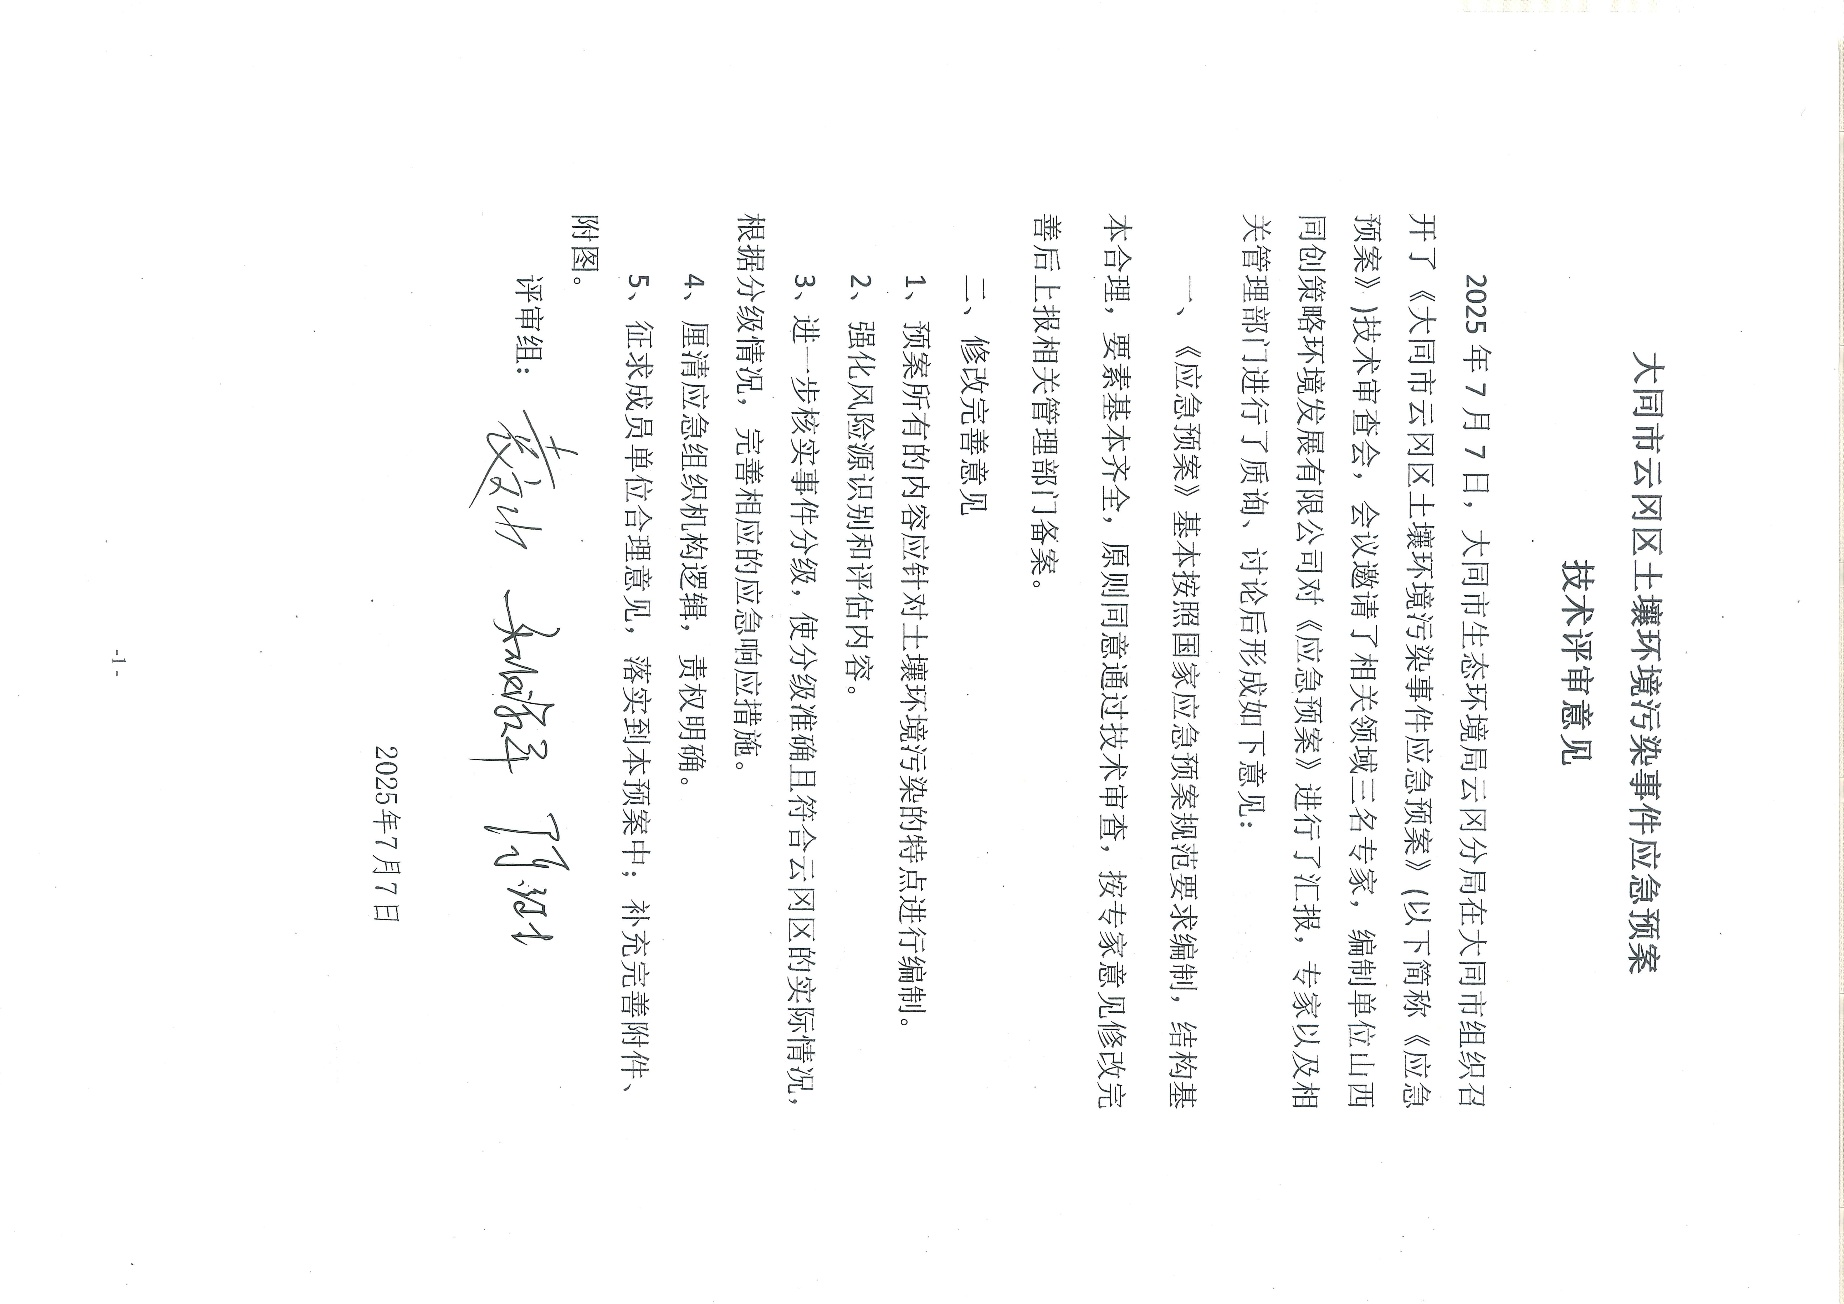 大同市云冈区土壤环境污染事件应急预案
技术评审意见
2025 年 7 月 7 日，大同市生态环境局云冈分局在大同市组织召
开了《大同市云冈区土壤环境污染事件应急预案》(以下简称《应急
预案》)技术审查会，会议邀请了相关领域三名专家，编制单位山西
同创策略环境发展有限公司对《应急预案》进行了汇报，专家以及相
关管理部门进行了质询、讨论后形成如下意见：
一、《应急预案》基本按照国家应急预案规范要求编制，结构基
本合理，要素基本齐全，原则同意通过技术审查，按专家意见修改完
善后上报相关管理部门备案。
二、修改完善意见
1、预案所有的内容应针对土壤环境污染的特点进行编制。
2、强化风险源识别和评估内容。
3、进一步核实事件分级，使分级准确且符合云冈区的实际情况，
根据分级情况，完善相应的应急响应措施。
4、厘清应急组织机构逻辑，责权明确。
5、征求成员单位合理意见，落实到本预案中；补充完善附件、
附图。
评审组：
2025年7月7日
-1-